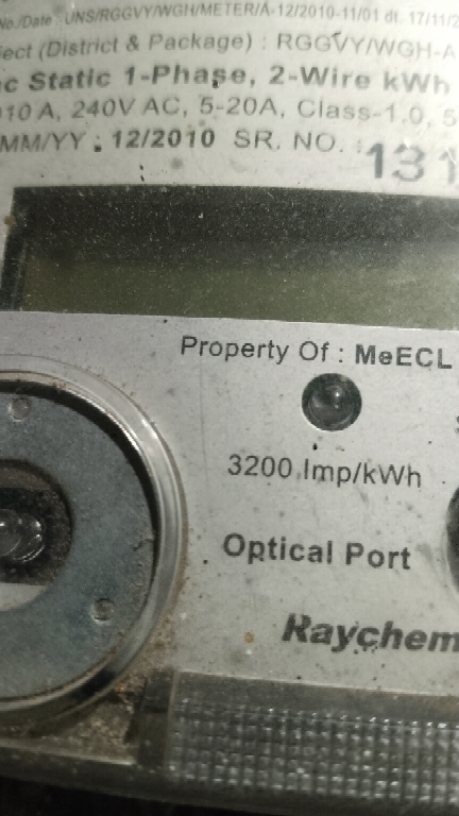 No./Date : UNS/RGGVY/WGH/METER/A-12/2010-11/01 dt. 17/11/2
ject (District & Package) : RGGVY/WGH-A
c Static 1-Phase, 2-Wire kWh
10 A, 240V AC, 5-20A, Class-1.0, 5
MM/YY : 12/2010 SR. NO. :
131
Property Of : MeECL
3200 Imp/kWh
Optical Port
Raychem